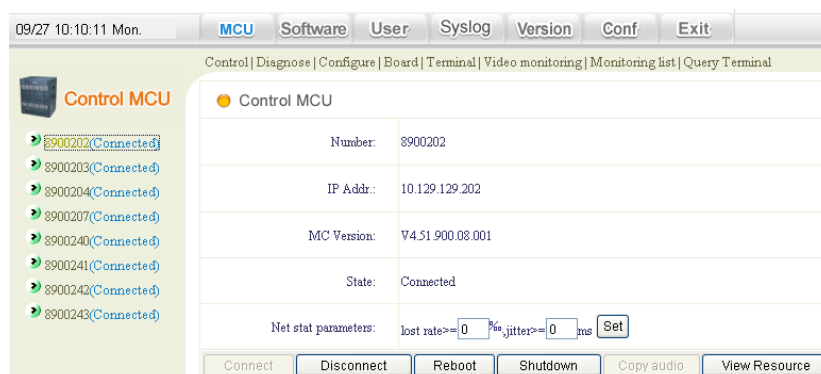 09/27 10:10:11 Mon.
MCU Software User Syslog Version Conf Exit
Control | Diagnose | Configure | Board | Terminal | Video monitoring | Monitoring list | Query Terminal
Control MCU
8900202(Connected)
8900203(Connected)
8900204(Connected)
8900207(Connected)
8900240(Connected)
8900241(Connected)
8900242(Connected)
8900243(Connected)
Control MCU
Number: 8900202
IP Addr.: 10.129.129.202
MC Version: V4.51.900.08.001
State: Connected
Net stat parameters: lost rate>= 0 ‰,jitter>= 0 ms Set
Connect Disconnect Reboot Shutdown Copy audio View Resource